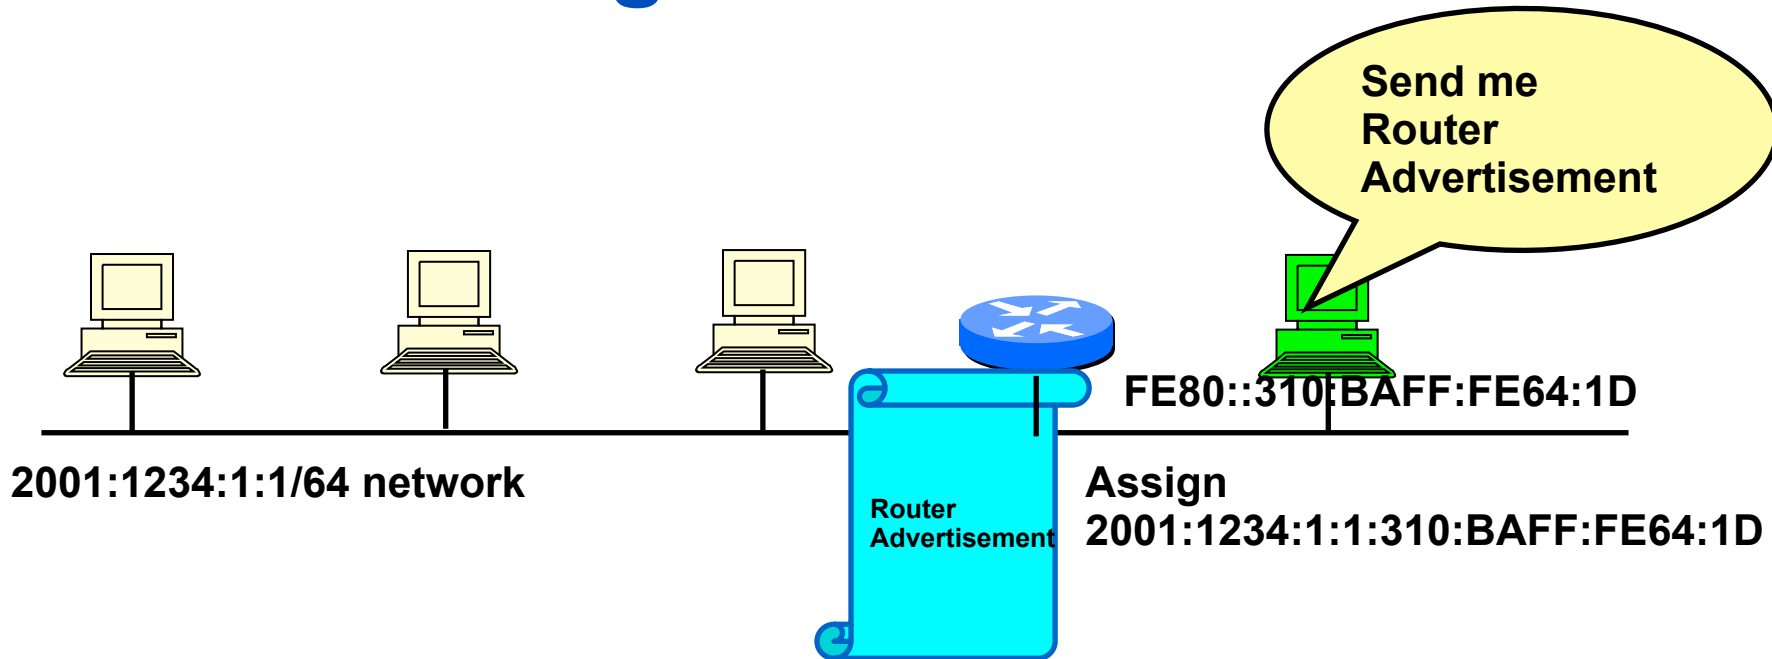 Send me
Router
Advertisement
FE80::310:BAFF:FE64:1D
2001:1234:1:1/64 network
Router
Advertisement
Assign
2001:1234:1:1:310:BAFF:FE64:1D